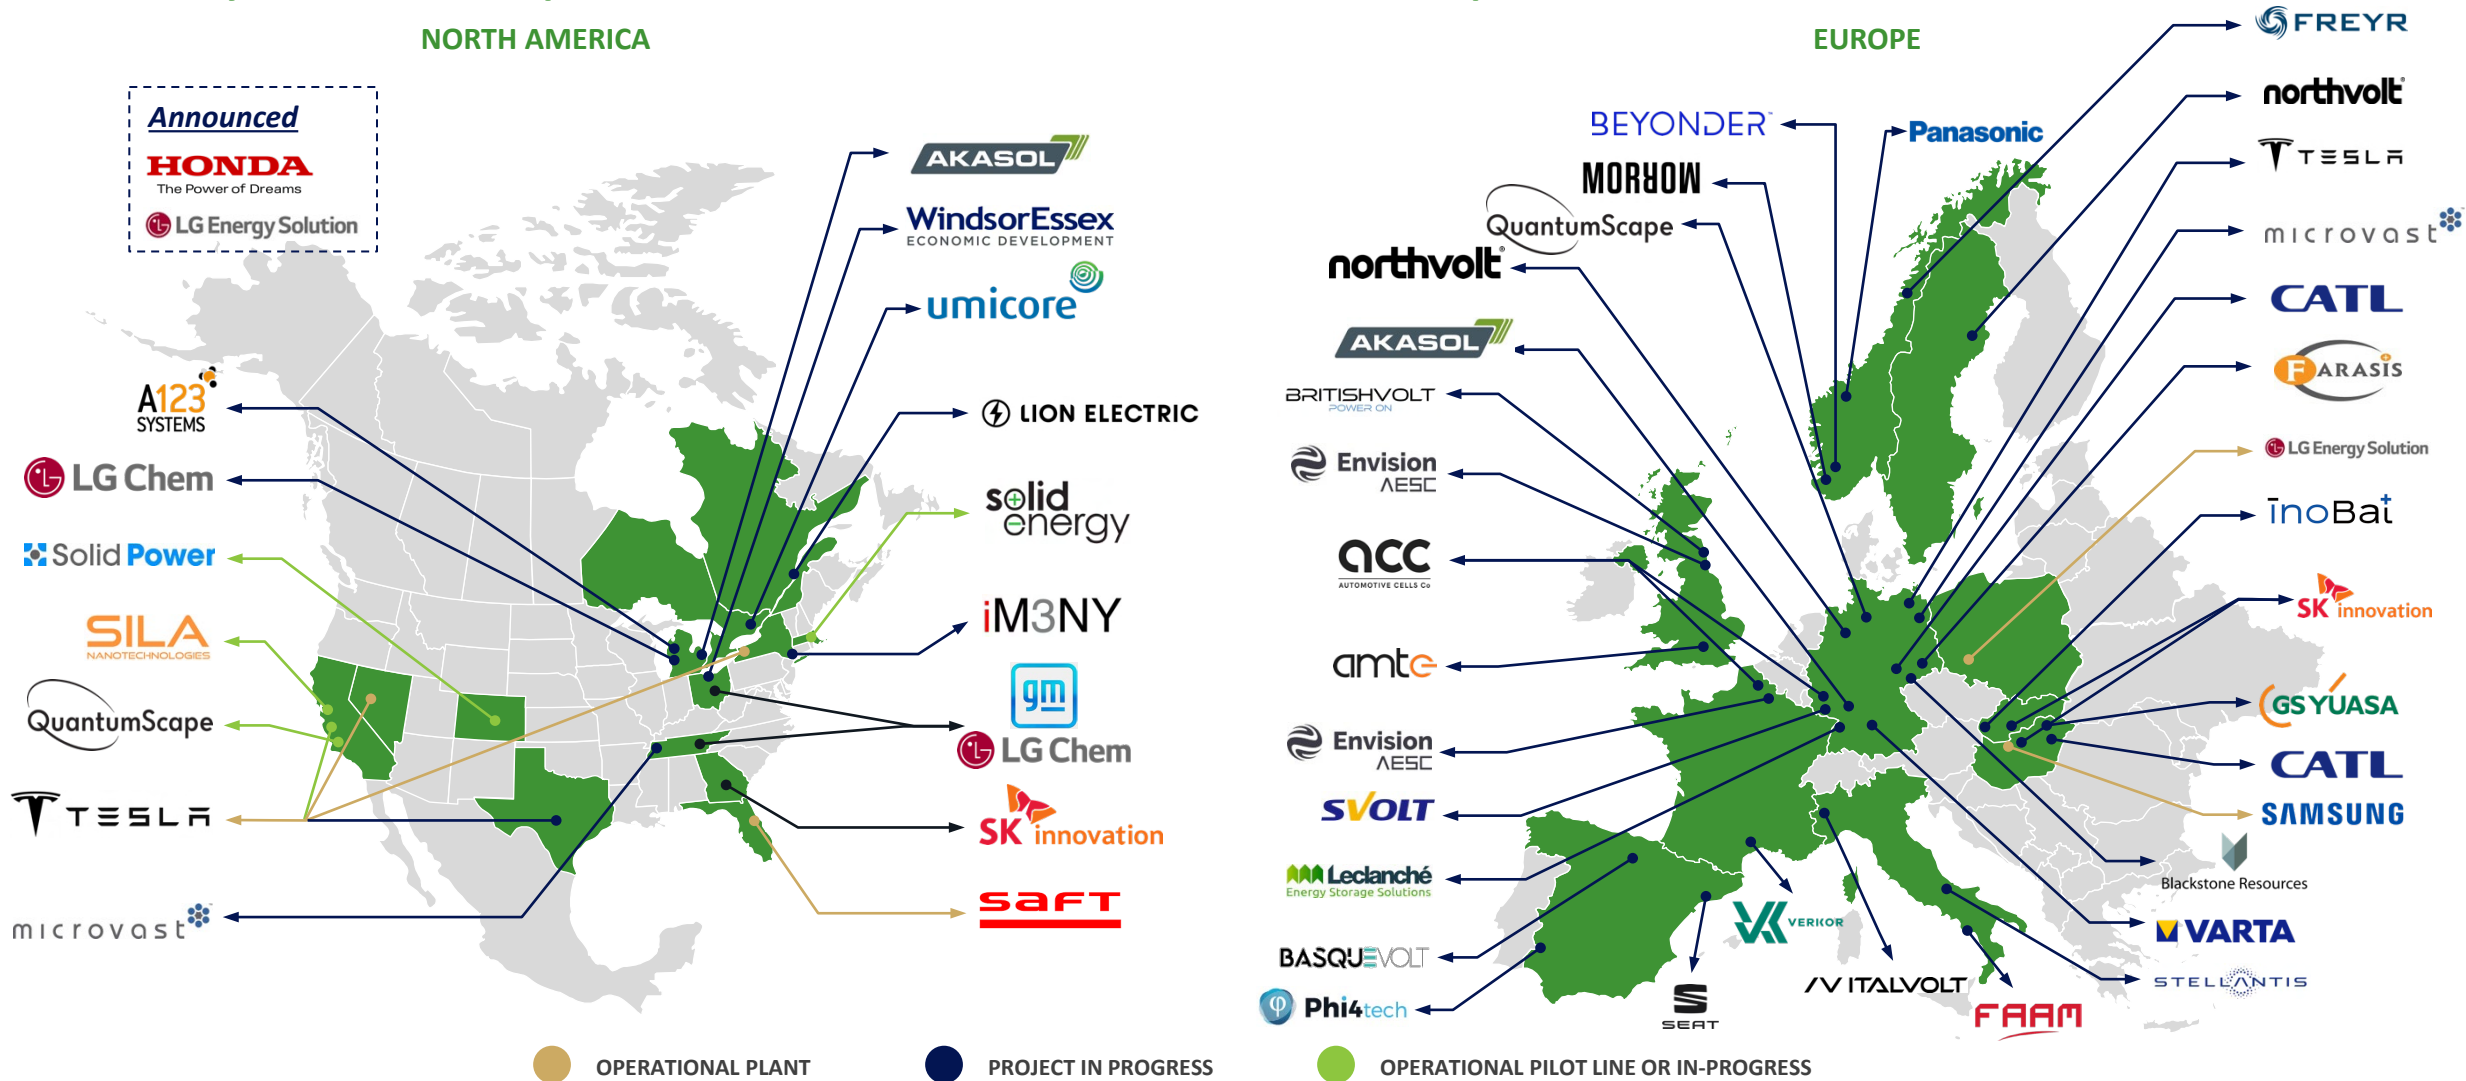 NORTH AMERICA
Announced
HONDA
The Power of Dreams
LG Energy Solution
A123
SYSTEMS
LG Chem
Solid Power
SILA
NANOTECHNOLOGIES
QuantumScape
TESLA
microvast
AKASOL
WindsorEssex
ECONOMIC DEVELOPMENT
umicore
LION ELECTRIC
solid
energy
iM3NY
gm
LG Chem
SK innovation
SAFT
EUROPE
BEYONDER
Panasonic
MORROW
QuantumScape
northvolt
AKASOL
BRITISHVOLT
POWER ON
Envision
AESC
acc
AUTOMOTIVE CELLS Co
amte
Envision
AESC
SVOLT
Leclanché
Energy Storage Solutions
BASQUEVOLT
Phi4tech
SEAT
VERKOR
ITALVOLT
FAAM
FREYR
northvolt
TESLA
microvast
CATL
FARASIS
LG Energy Solution
inoBat
SK innovation
GS YUASA
CATL
SAMSUNG
Blackstone Resources
VARTA
STELLANTIS
OPERATIONAL PLANT
PROJECT IN PROGRESS
OPERATIONAL PILOT LINE OR IN-PROGRESS